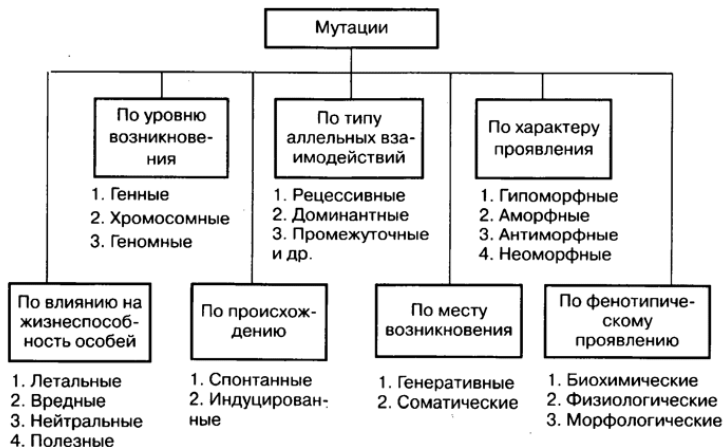 Мутации
По уровню
возникнове-
ния
1. Генные
2. Хромосомные
3. Геномные
По типу
аллельных вза-
имодействий
1. Рецессивные
2. Доминантные
3. Промежуточные
и др.
По характеру
проявления
1. Гипоморфные
2. Аморфные
3. Антиморфные
4. Неоморфные
По влиянию на
жизнеспособ-
ность особей
1. Летальные
2. Вредные
3. Нейтральные
4. Полезные
По происхож-
дению
1. Спонтанные
2. Индуцирован-
ные
По месту
возникновения
1. Генеративные
2. Соматические
По фенотипиче-
скому
проявлению
1. Биохимические
2. Физиологические
3. Морфологические